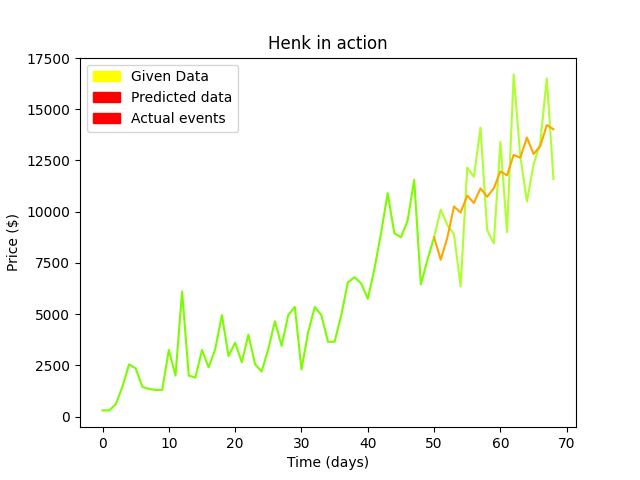 Henk in action
Given Data
Predicted data
Actual events
Price ($)
17500
15000
12500
10000
7500
5000
2500
0
0 10 20 30 40 50 60 70
Time (days)